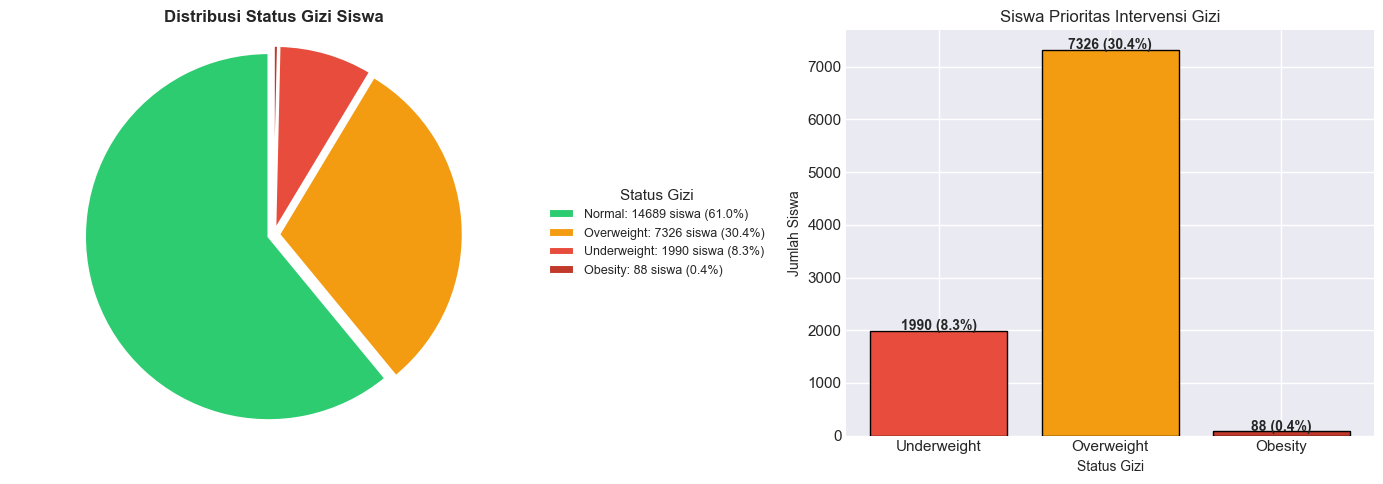 Distribusi Status Gizi Siswa
Status Gizi
Normal: 14689 siswa (61.0%)
Overweight: 7326 siswa (30.4%)
Underweight: 1990 siswa (8.3%)
Obesity: 88 siswa (0.4%)
Siswa Prioritas Intervensi Gizi
Jumlah Siswa
7000
6000
5000
4000
3000
2000
1000
0
1990 (8.3%)
7326 (30.4%)
88 (0.4%)
Underweight
Overweight
Obesity
Status Gizi